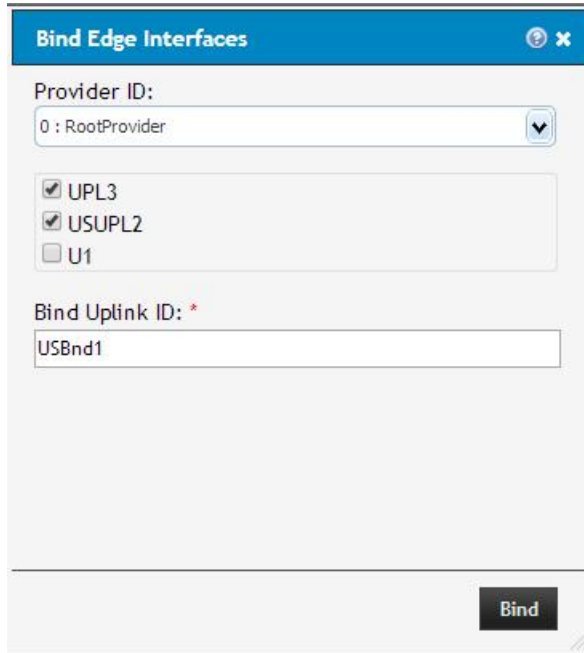 Bind Edge Interfaces
Provider ID:
0 : RootProvider
UPL3
USUPL2
U1
Bind Uplink ID: *
USBnd1
Bind